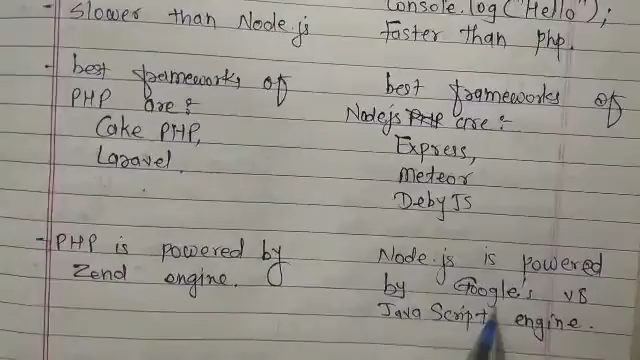 - Slower than Node.js
- best frameworks of
PHP are:
Cake PHP,
Laravel.
- PHP is powered by
Zend engine.
Console.log("Hello");
Faster than php.
best frameworks of
Nodejs PHP are:
Express,
Meteor
Deby JS
Node.js is powered
by Google's V8
Java Script engine.